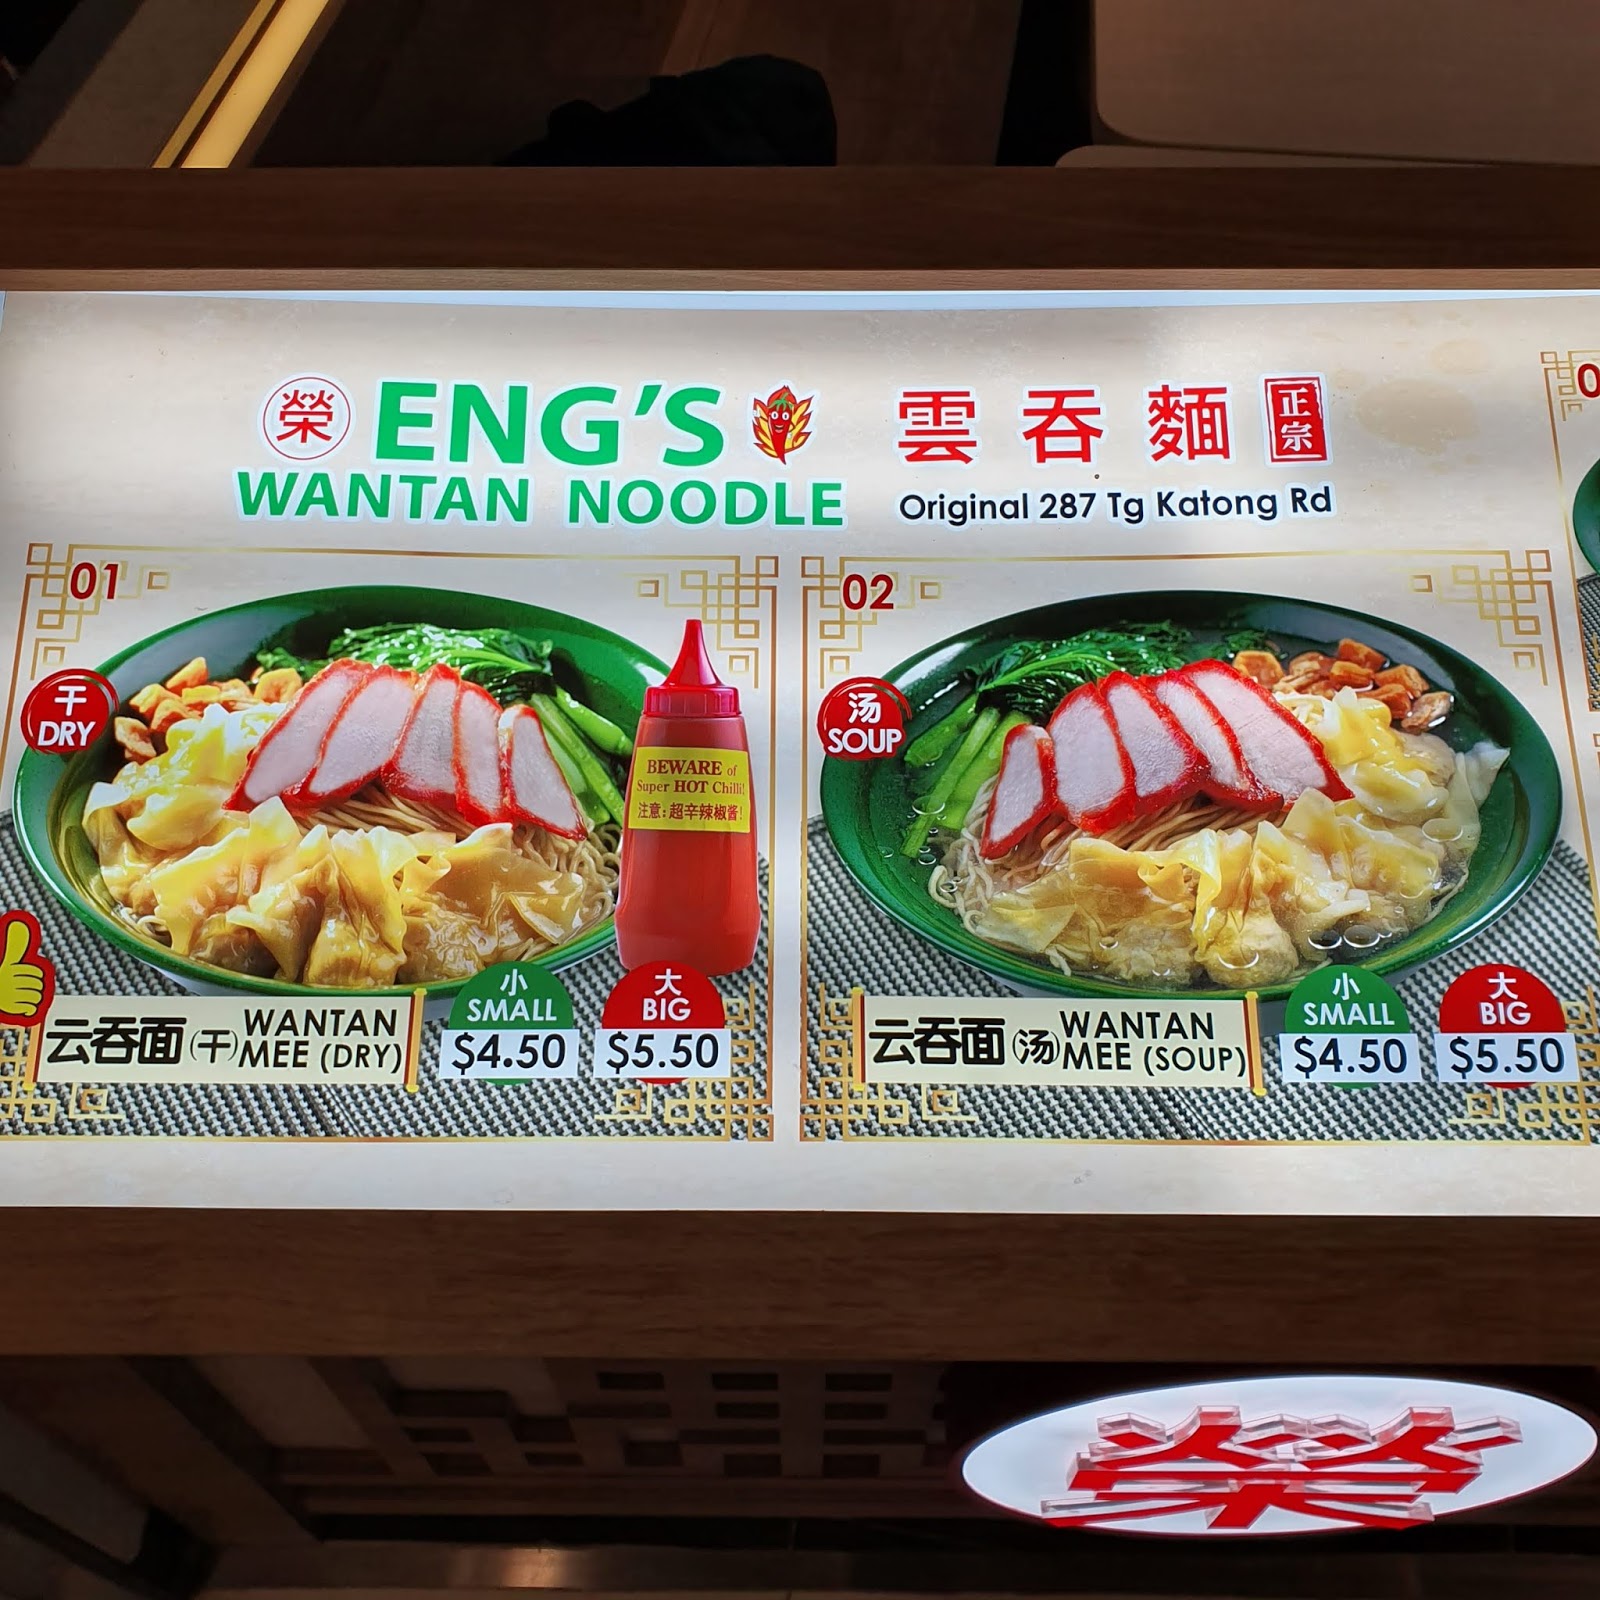 榮 ENG'S
WANTAN NOODLE
雲吞麵 正宗
Original 287 Tg Katong Rd
01
干
DRY
BEWARE of
Super HOT Chilli!
注意:超辛辣椒酱!
云吞面(干) WANTAN
MEE (DRY)
小
SMALL
$4.50
大
BIG
$5.50
02
汤
SOUP
云吞面(汤) WANTAN
MEE (SOUP)
小
SMALL
$4.50
大
BIG
$5.50
榮